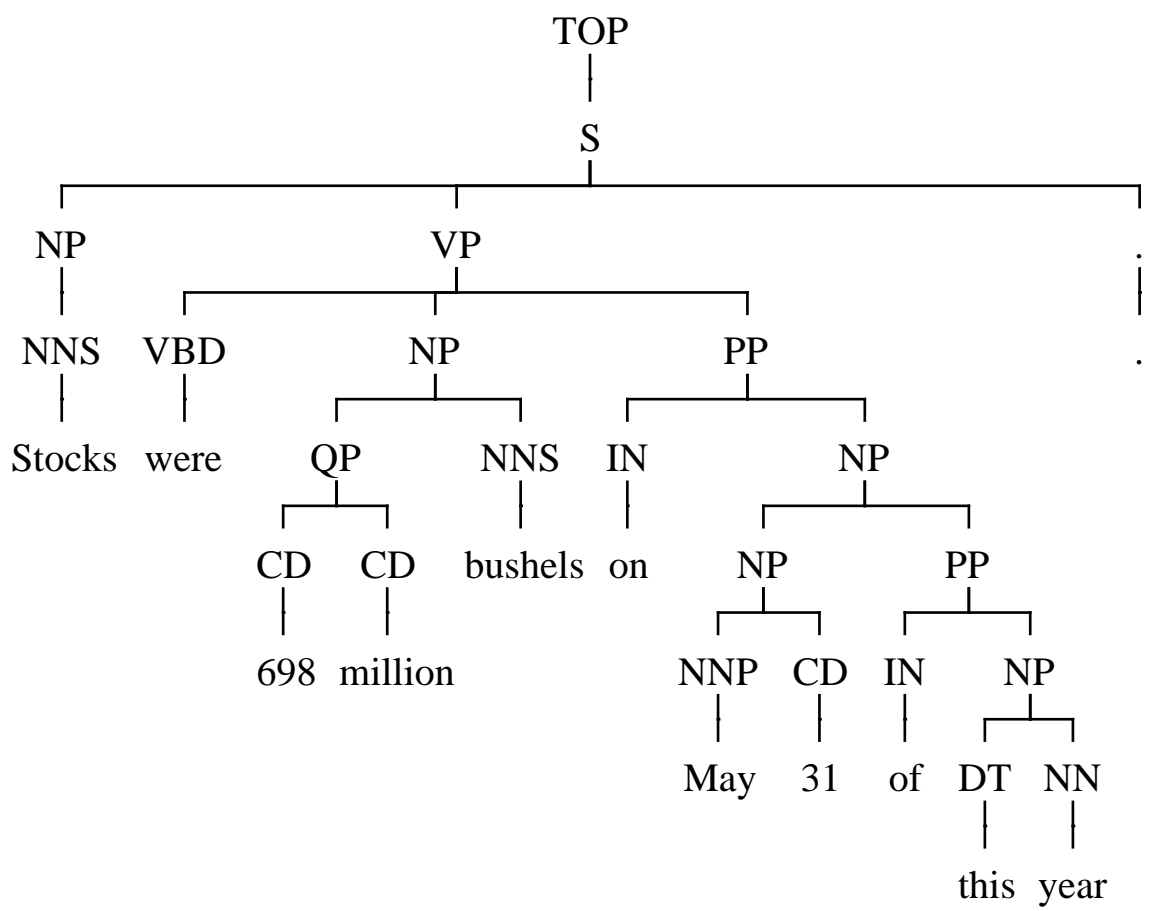 TOP
S
NP VP .
NNS VBD NP PP .
Stocks were QP NNS IN NP
CD CD bushels on NP PP
698 million NNP CD IN NP
May 31 of DT NN
this year